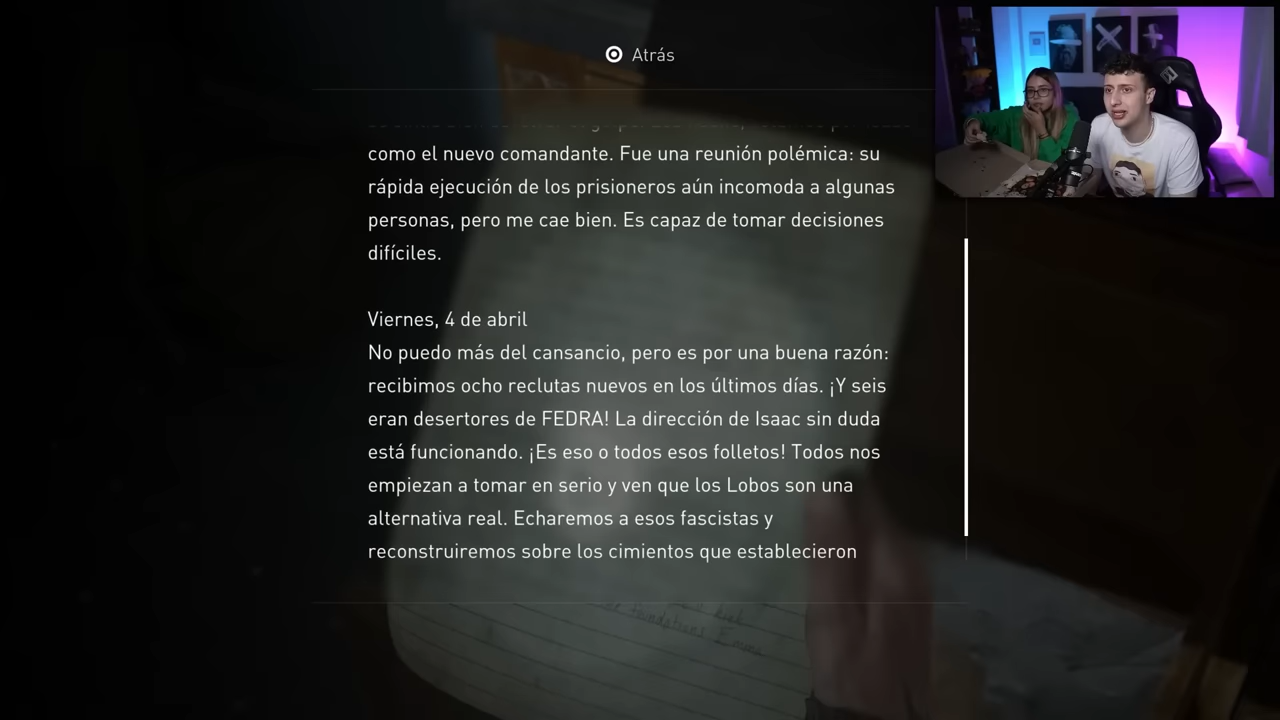 Atrás
como el nuevo comandante. Fue una reunión polémica: su
rápida ejecución de los prisioneros aún incomoda a algunas
personas, pero me cae bien. Es capaz de tomar decisiones
difíciles.
Viernes, 4 de abril
No puedo más del cansancio, pero es por una buena razón:
recibimos ocho reclutas nuevos en los últimos días. ¡Y seis
eran desertores de FEDRA! La dirección de Isaac sin duda
está funcionando. ¡Es eso o todos esos folletos! Todos nos
empiezan a tomar en serio y ven que los Lobos son una
alternativa real. Echaremos a esos fascistas y
reconstruiremos sobre los cimientos que establecieron
foundations Emma